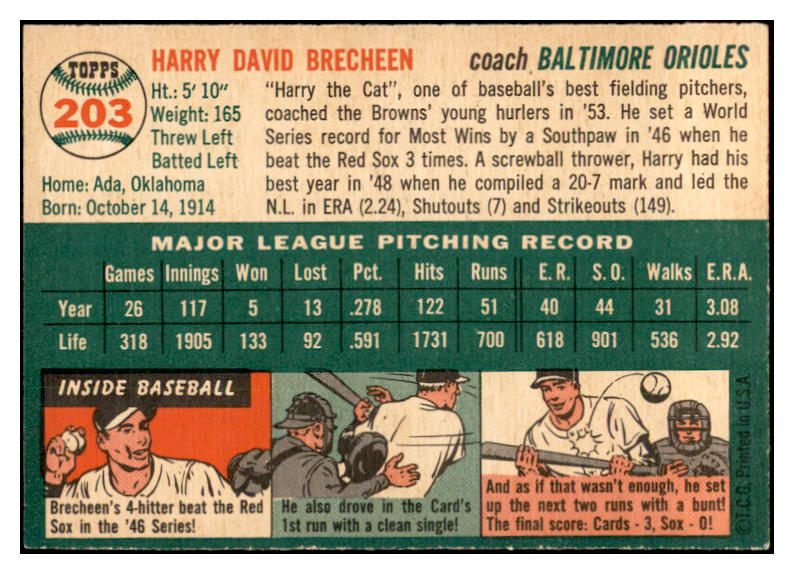 TOPPS
203
HARRY DAVID BRECHEEN
coach BALTIMORE ORIOLES
Ht.: 5' 10"
Weight: 165
Threw Left
Batted Left
Home: Ada, Oklahoma
Born: October 14, 1914
"Harry the Cat", one of baseball's best fielding pitchers,
coached the Browns' young hurlers in '53. He set a World
Series record for Most Wins by a Southpaw in '46 when he
beat the Red Sox 3 times. A screwball thrower, Harry had his
best year in '48 when he compiled a 20-7 mark and led the
N.L. in ERA (2.24), Shutouts (7) and Strikeouts (149).
MAJOR LEAGUE PITCHING RECORD
Games Innings Won Lost Pct. Hits Runs E.R. S.O. Walks E.R.A.
Year 26 117 5 13 .278 122 51 40 44 31 3.08
Life 318 1905 133 92 .591 1731 700 618 901 536 2.92
INSIDE BASEBALL
Brecheen's 4-hitter beat the Red
Sox in the '46 Series!
He also drove in the Card's
1st run with a clean single!
And as if that wasn't enough, he set
up the next two runs with a bunt!
The final score: Cards - 3, Sox - 0!
©T.C.G. Printed in U.S.A.